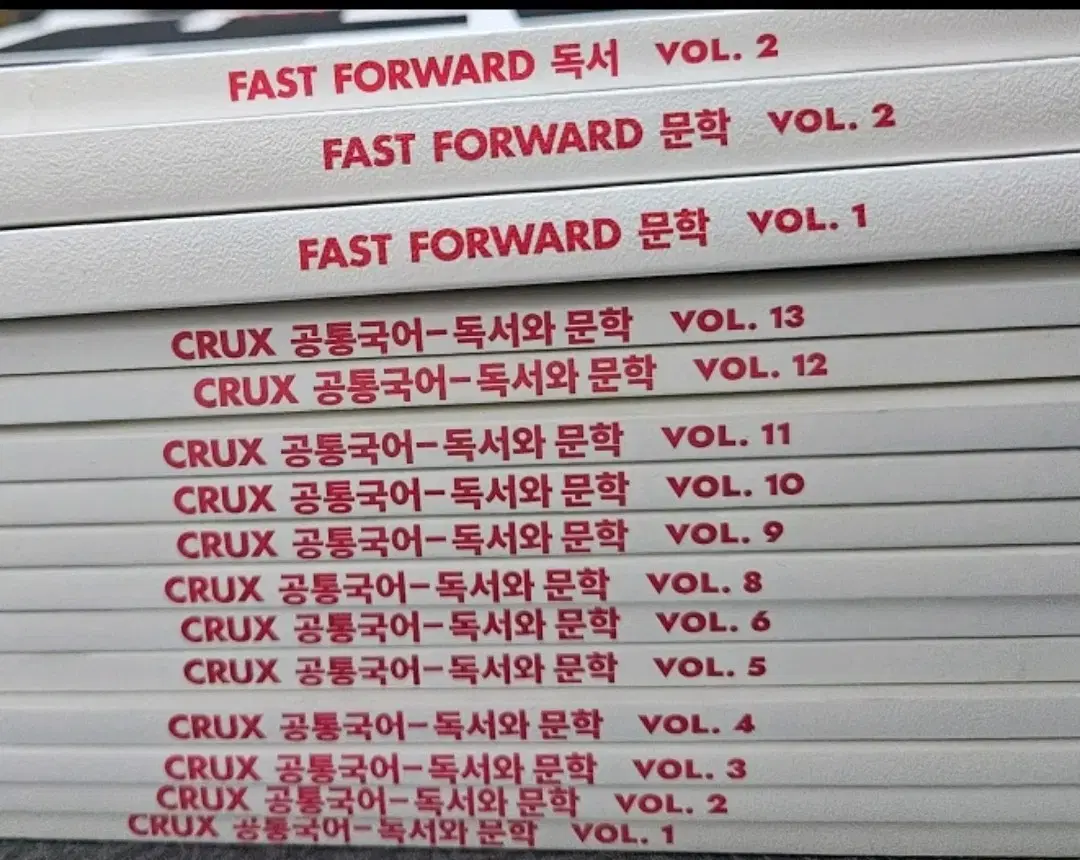 FAST FORWARD 독서 VOL. 2
FAST FORWARD 문학 VOL. 2
FAST FORWARD 문학 VOL. 1
CRUX 공통국어-독서와 문학 VOL. 13
CRUX 공통국어-독서와 문학 VOL. 12
CRUX 공통국어-독서와 문학 VOL. 11
CRUX 공통국어-독서와 문학 VOL. 10
CRUX 공통국어-독서와 문학 VOL. 9
CRUX 공통국어-독서와 문학 VOL. 8
CRUX 공통국어-독서와 문학 VOL. 6
CRUX 공통국어-독서와 문학 VOL. 5
CRUX 공통국어-독서와 문학 VOL. 4
CRUX 공통국어-독서와 문학 VOL. 3
CRUX 공통국어-독서와 문학 VOL. 2
CRUX 공통국어-독서와 문학 VOL. 1